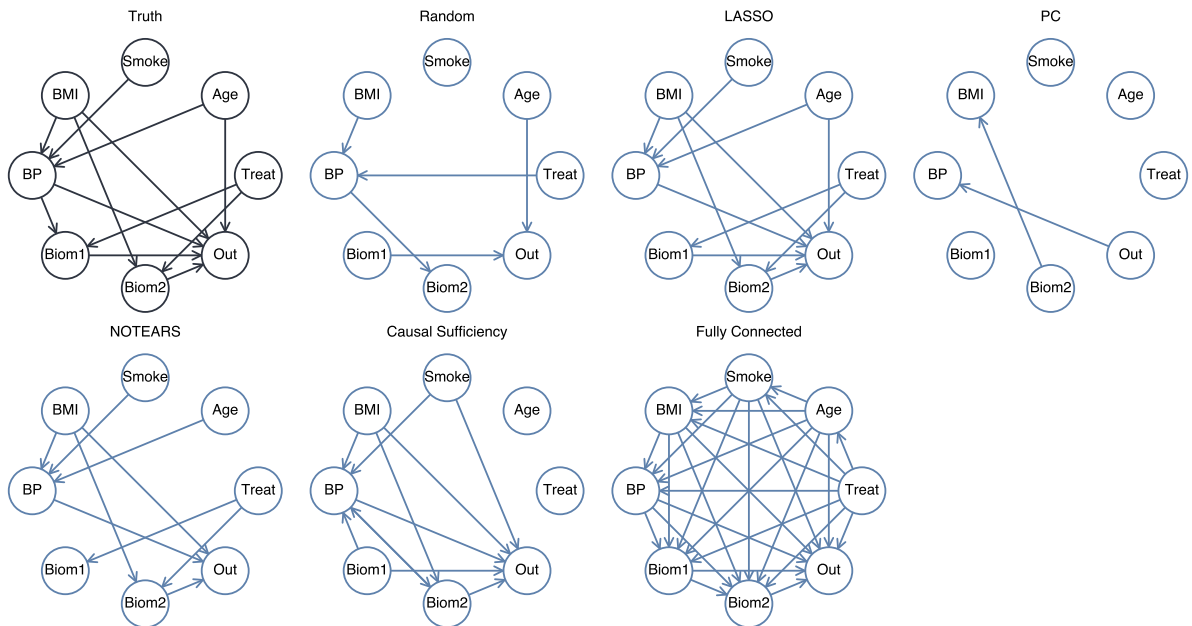 Truth
Smoke
BMI
Age
BP
Treat
Biom1
Out
Biom2
Random
Smoke
BMI
Age
BP
Treat
Biom1
Out
Biom2
LASSO
Smoke
BMI
Age
BP
Treat
Biom1
Out
Biom2
PC
Smoke
BMI
Age
BP
Treat
Biom1
Out
Biom2
NOTEARS
Smoke
BMI
Age
BP
Treat
Biom1
Out
Biom2
Causal Sufficiency
Smoke
BMI
Age
BP
Treat
Biom1
Out
Biom2
Fully Connected
Smoke
BMI
Age
BP
Treat
Biom1
Out
Biom2